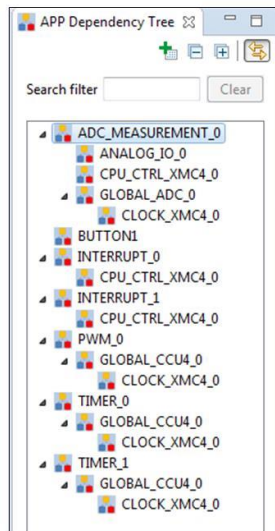 APP Dependency Tree
Search filter Clear
ADC_MEASUREMENT_0
ANALOG_IO_0
CPU_CTRL_XMC4_0
GLOBAL_ADC_0
CLOCK_XMC4_0
BUTTON1
INTERRUPT_0
CPU_CTRL_XMC4_0
INTERRUPT_1
CPU_CTRL_XMC4_0
PWM_0
GLOBAL_CCU4_0
CLOCK_XMC4_0
TIMER_0
GLOBAL_CCU4_0
CLOCK_XMC4_0
TIMER_1
GLOBAL_CCU4_0
CLOCK_XMC4_0